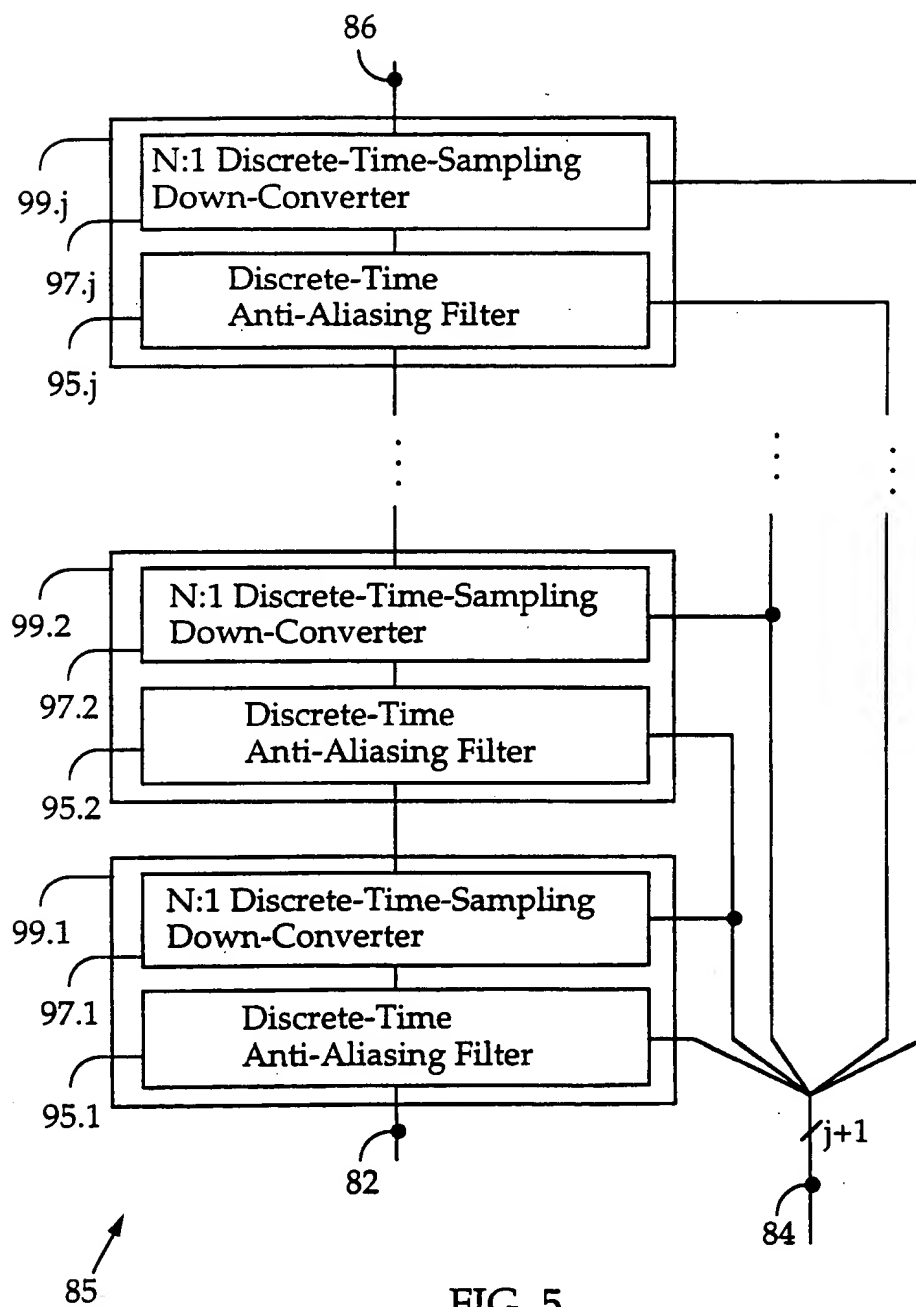 86
N:1 Discrete-Time-Sampling
Down-Converter
99.j
97.j
Discrete-Time
Anti-Aliasing Filter
95.j
N:1 Discrete-Time-Sampling
Down-Converter
99.2
97.2
Discrete-Time
Anti-Aliasing Filter
95.2
N:1 Discrete-Time-Sampling
Down-Converter
99.1
97.1
Discrete-Time
Anti-Aliasing Filter
95.1
j+1
82
84
85
FIG. 5